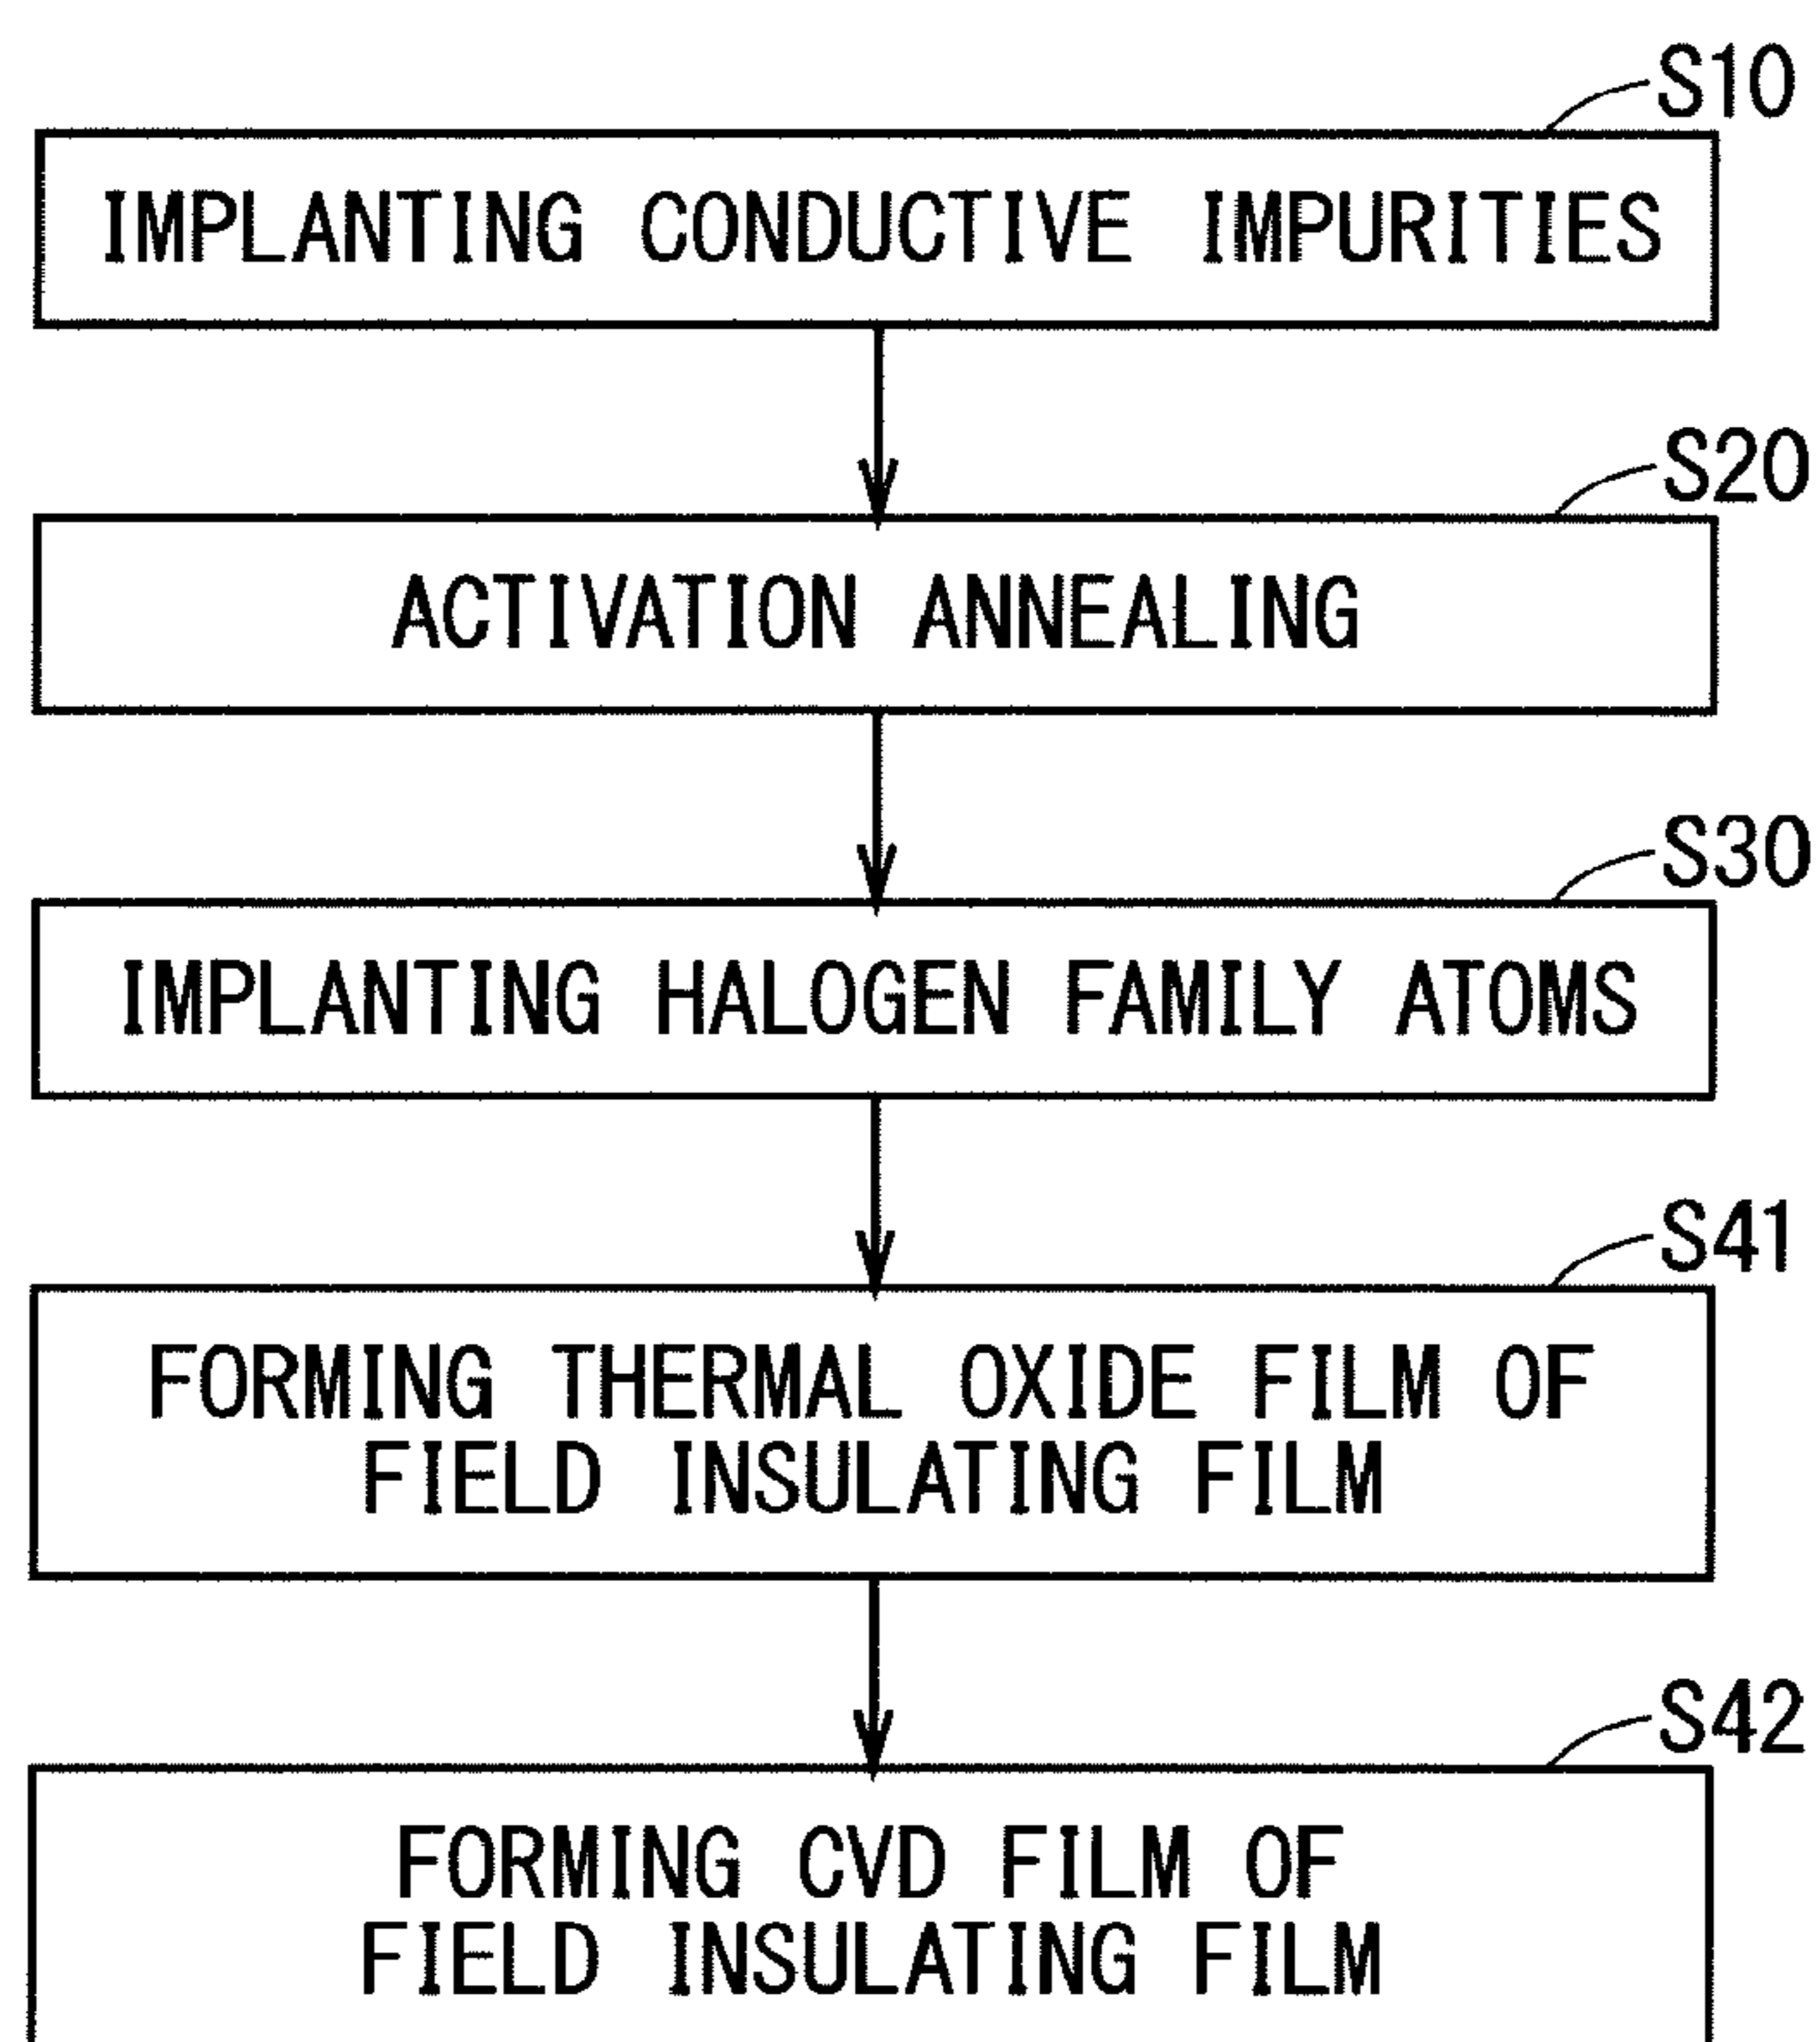 S10
IMPLANTING CONDUCTIVE IMPURITIES
S20
ACTIVATION ANNEALING
S30
IMPLANTING HALOGEN FAMILY ATOMS
S41
FORMING THERMAL OXIDE FILM OF
FIELD INSULATING FILM
S42
FORMING CVD FILM OF
FIELD INSULATING FILM